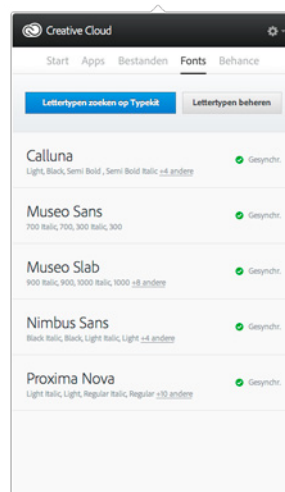 Creative Cloud
Start Apps Bestanden Fonts Behance
Lettertypen zoeken op Typekit Lettertypen beheren
Calluna
Gesynchr.
Light, Black, Semi Bold , Semi Bold Italic +4 andere
Museo Sans
Gesynchr.
700 Italic, 700, 300 Italic, 300
Museo Slab
Gesynchr.
900 Italic, 900, 1000 Italic, 1000 +8 andere
Nimbus Sans
Gesynchr.
Black Italic, Black, Light Italic, Light +4 andere
Proxima Nova
Gesynchr.
Light Italic, Light, Regular Italic, Regular +10 andere